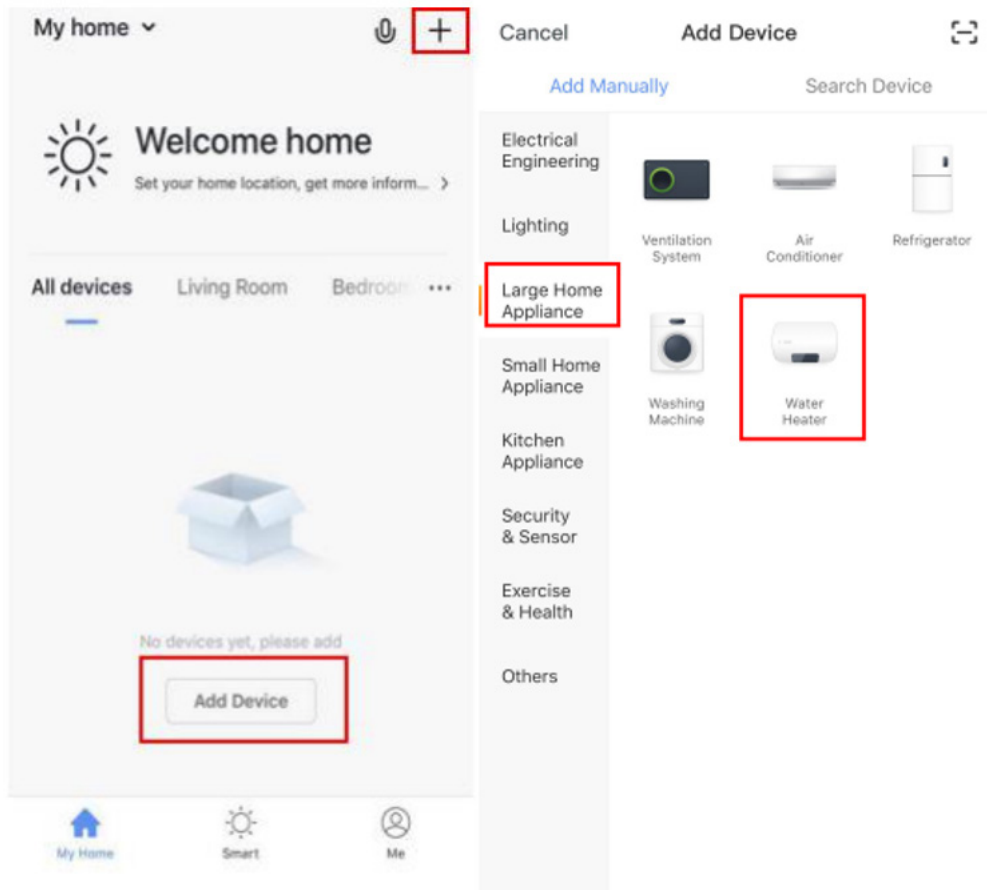 My home
Welcome home
Set your home location, get more inform...
All devices
Living Room
Bedroom
No devices yet, please add
Add Device
My Home
Smart
Me
Cancel
Add Device
Add Manually
Search Device
Electrical
Engineering
Lighting
Large Home
Appliance
Small Home
Appliance
Kitchen
Appliance
Security
& Sensor
Exercise
& Health
Others
Ventilation
System
Air
Conditioner
Refrigerator
Washing
Machine
Water
Heater